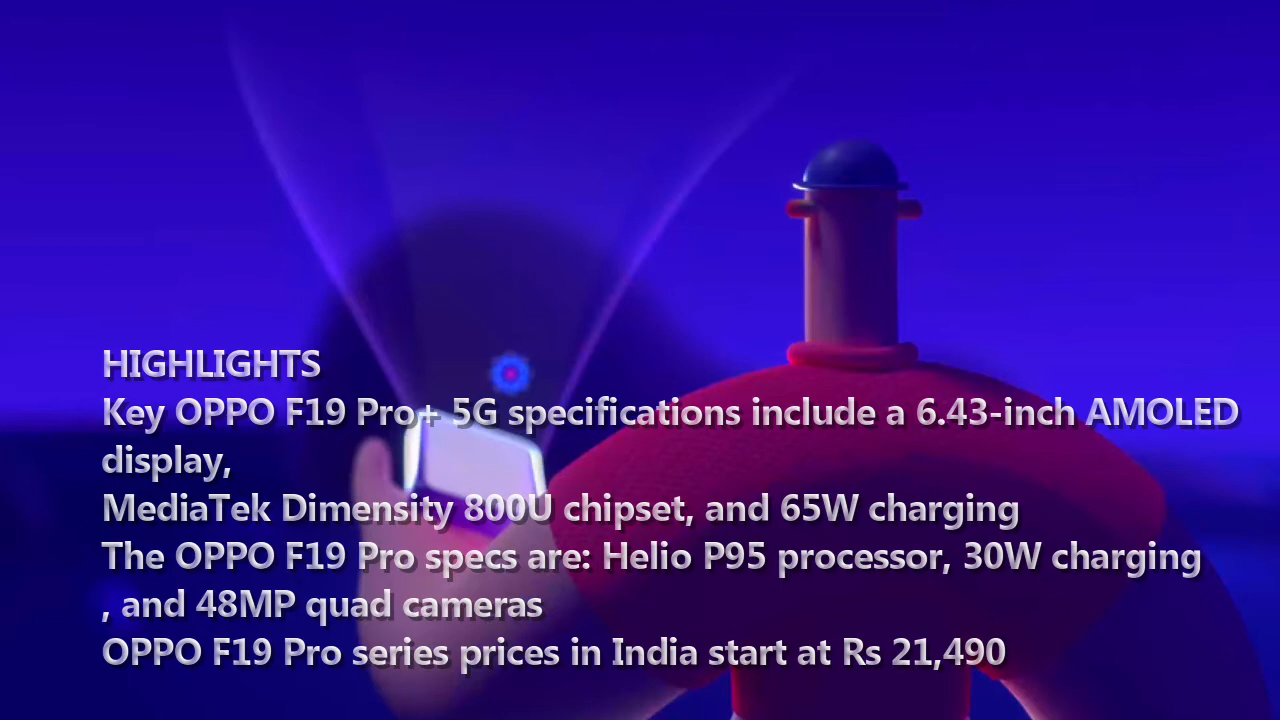 HIGHLIGHTS
Key OPPO F19 Pro+ 5G specifications include a 6.43-inch AMOLED
display,
MediaTek Dimensity 800U chipset, and 65W charging
The OPPO F19 Pro specs are: Helio P95 processor, 30W charging
, and 48MP quad cameras
OPPO F19 Pro series prices in India start at Rs 21,490